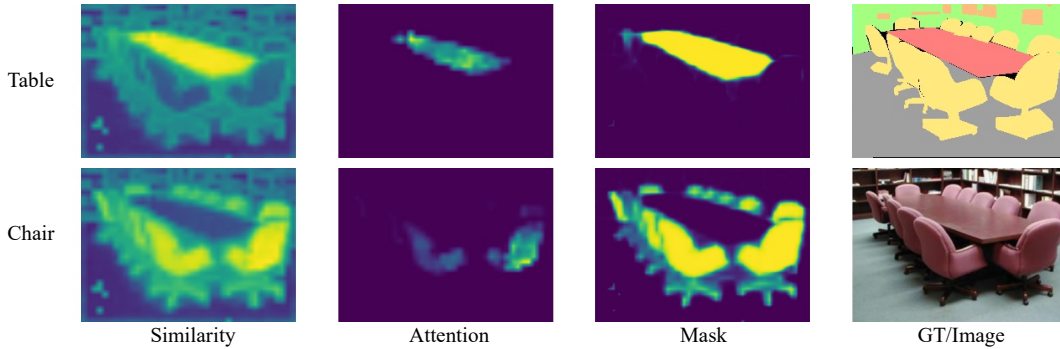 Table
Chair
Similarity
Attention
Mask
GT/Image